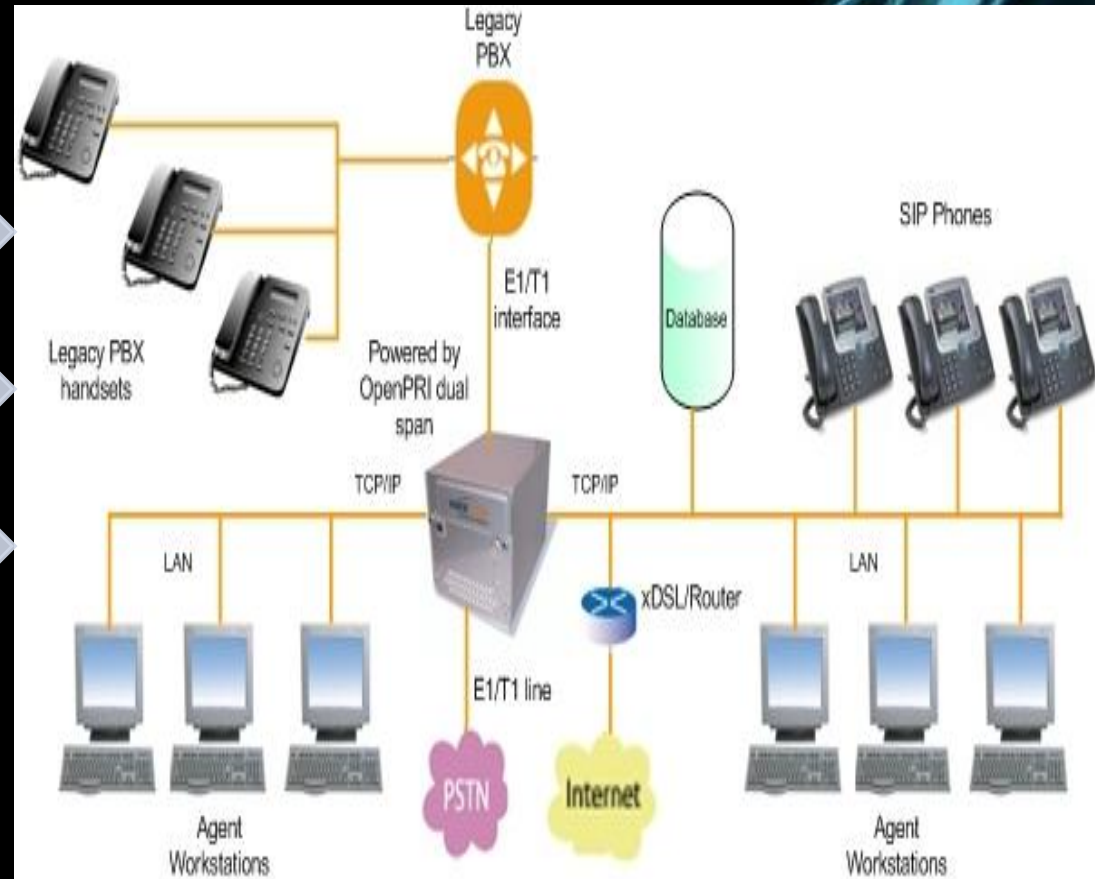 Legacy
PBX
SIP Phones
E1/T1
interface
Database
Legacy PBX
handsets
Powered by
OpenPRI dual
span
TCP/IP
TCP/IP
LAN
LAN
xDSL/Router
E1/T1 line
PSTN
Internet
Agent
Workstations
Agent
Workstations